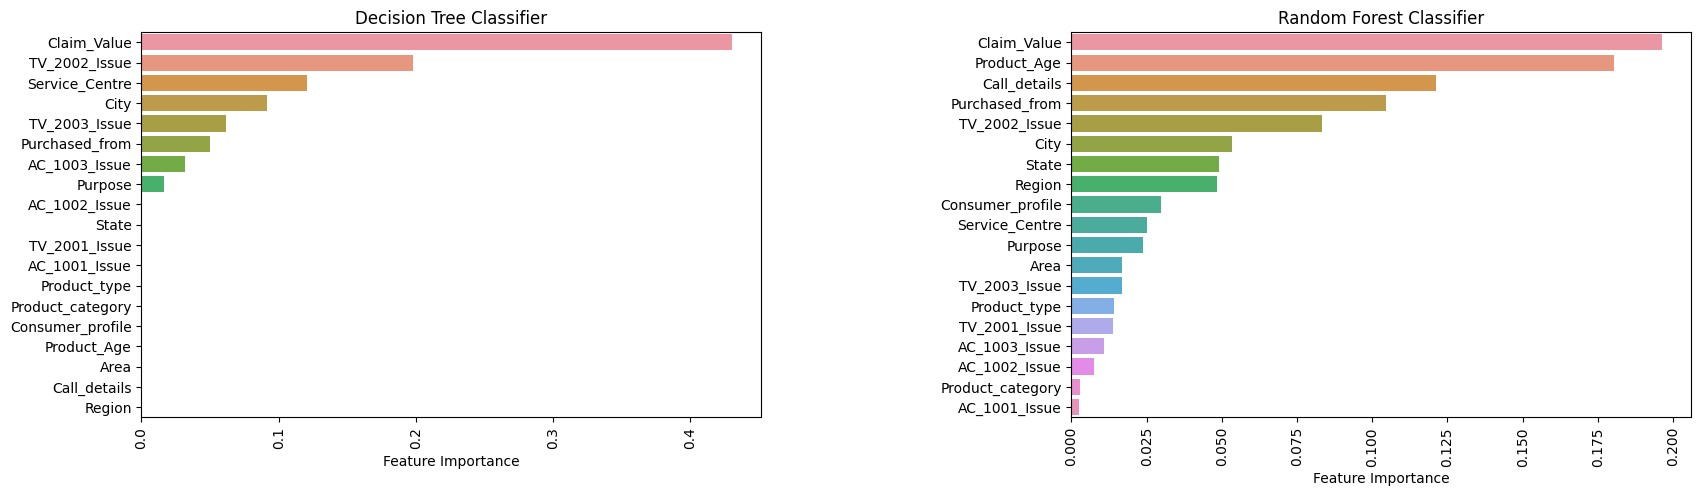 Decision Tree Classifier
Claim_Value
TV_2002_Issue
Service_Centre
City
TV_2003_Issue
Purchased_from
AC_1003_Issue
Purpose
AC_1002_Issue
State
TV_2001_Issue
AC_1001_Issue
Product_type
Product_category
Consumer_profile
Product_Age
Area
Call_details
Region
0.0
0.1
0.2
0.3
0.4
Feature Importance
Random Forest Classifier
Claim_Value
Product_Age
Call_details
Purchased_from
TV_2002_Issue
City
State
Region
Consumer_profile
Service_Centre
Purpose
Area
TV_2003_Issue
Product_type
TV_2001_Issue
AC_1003_Issue
AC_1002_Issue
Product_category
AC_1001_Issue
0.000
0.025
0.050
0.075
0.100
0.125
0.150
0.175
0.200
Feature Importance